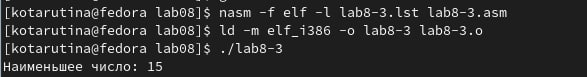 [kotarutina@fedora lab08]$ nasm -f elf -l lab8-3.lst lab8-3.asm
[kotarutina@fedora lab08]$ ld -m elf_i386 -o lab8-3 lab8-3.o
[kotarutina@fedora lab08]$ ./lab8-3
Наименьшее число: 15